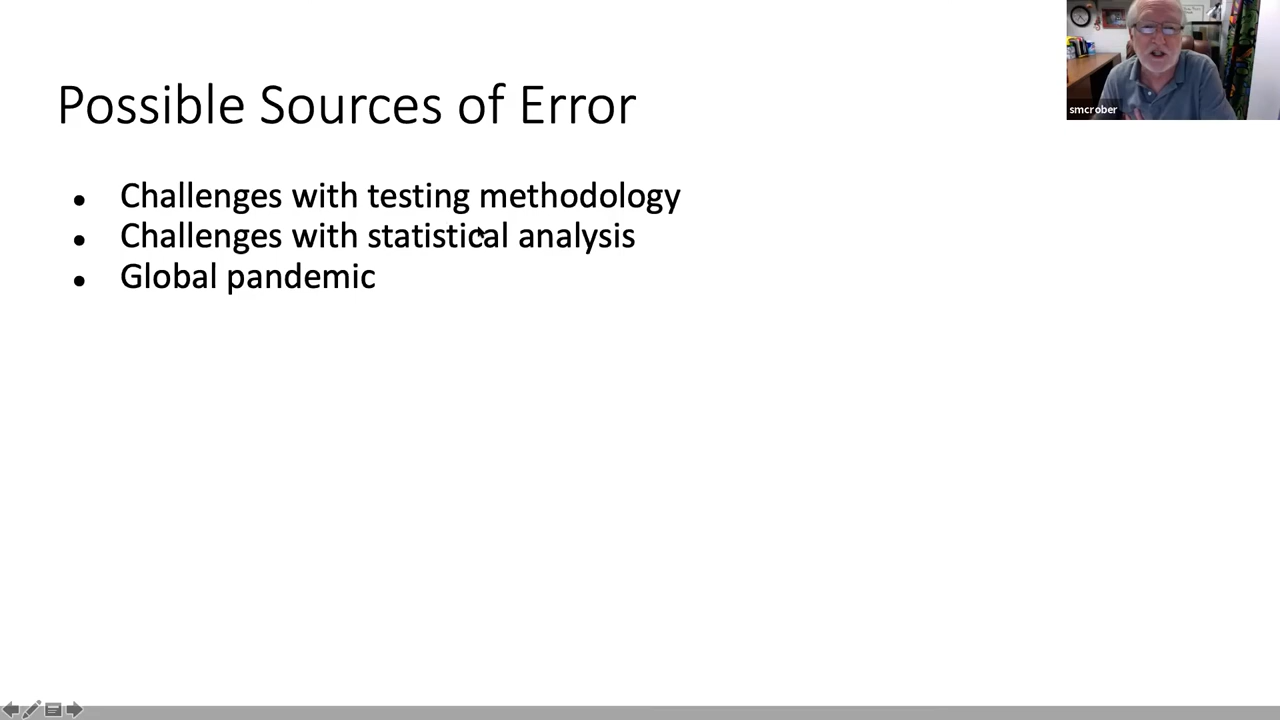 Possible Sources of Error
• Challenges with testing methodology
• Challenges with statistical analysis
• Global pandemic
smcrober